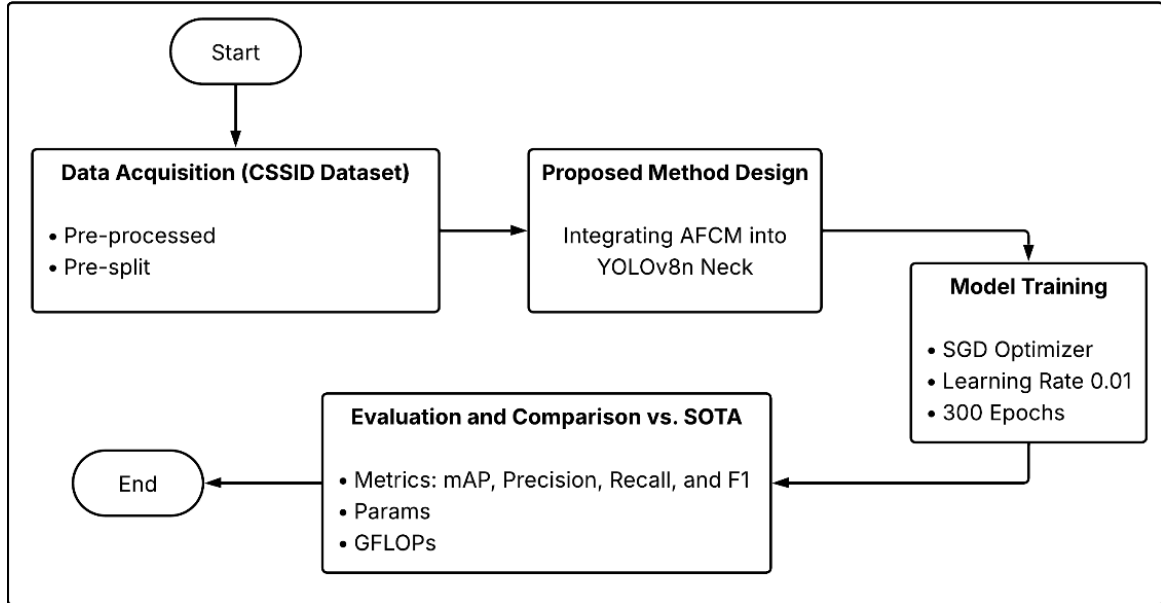 Start
Data Acquisition (CSSID Dataset)
• Pre-processed
• Pre-split
Proposed Method Design
Integrating AFCM into
YOLOv8n Neck
Model Training
• SGD Optimizer
• Learning Rate 0.01
• 300 Epochs
Evaluation and Comparison vs. SOTA
• Metrics: mAP, Precision, Recall, and F1
• Params
• GFLOPs
End